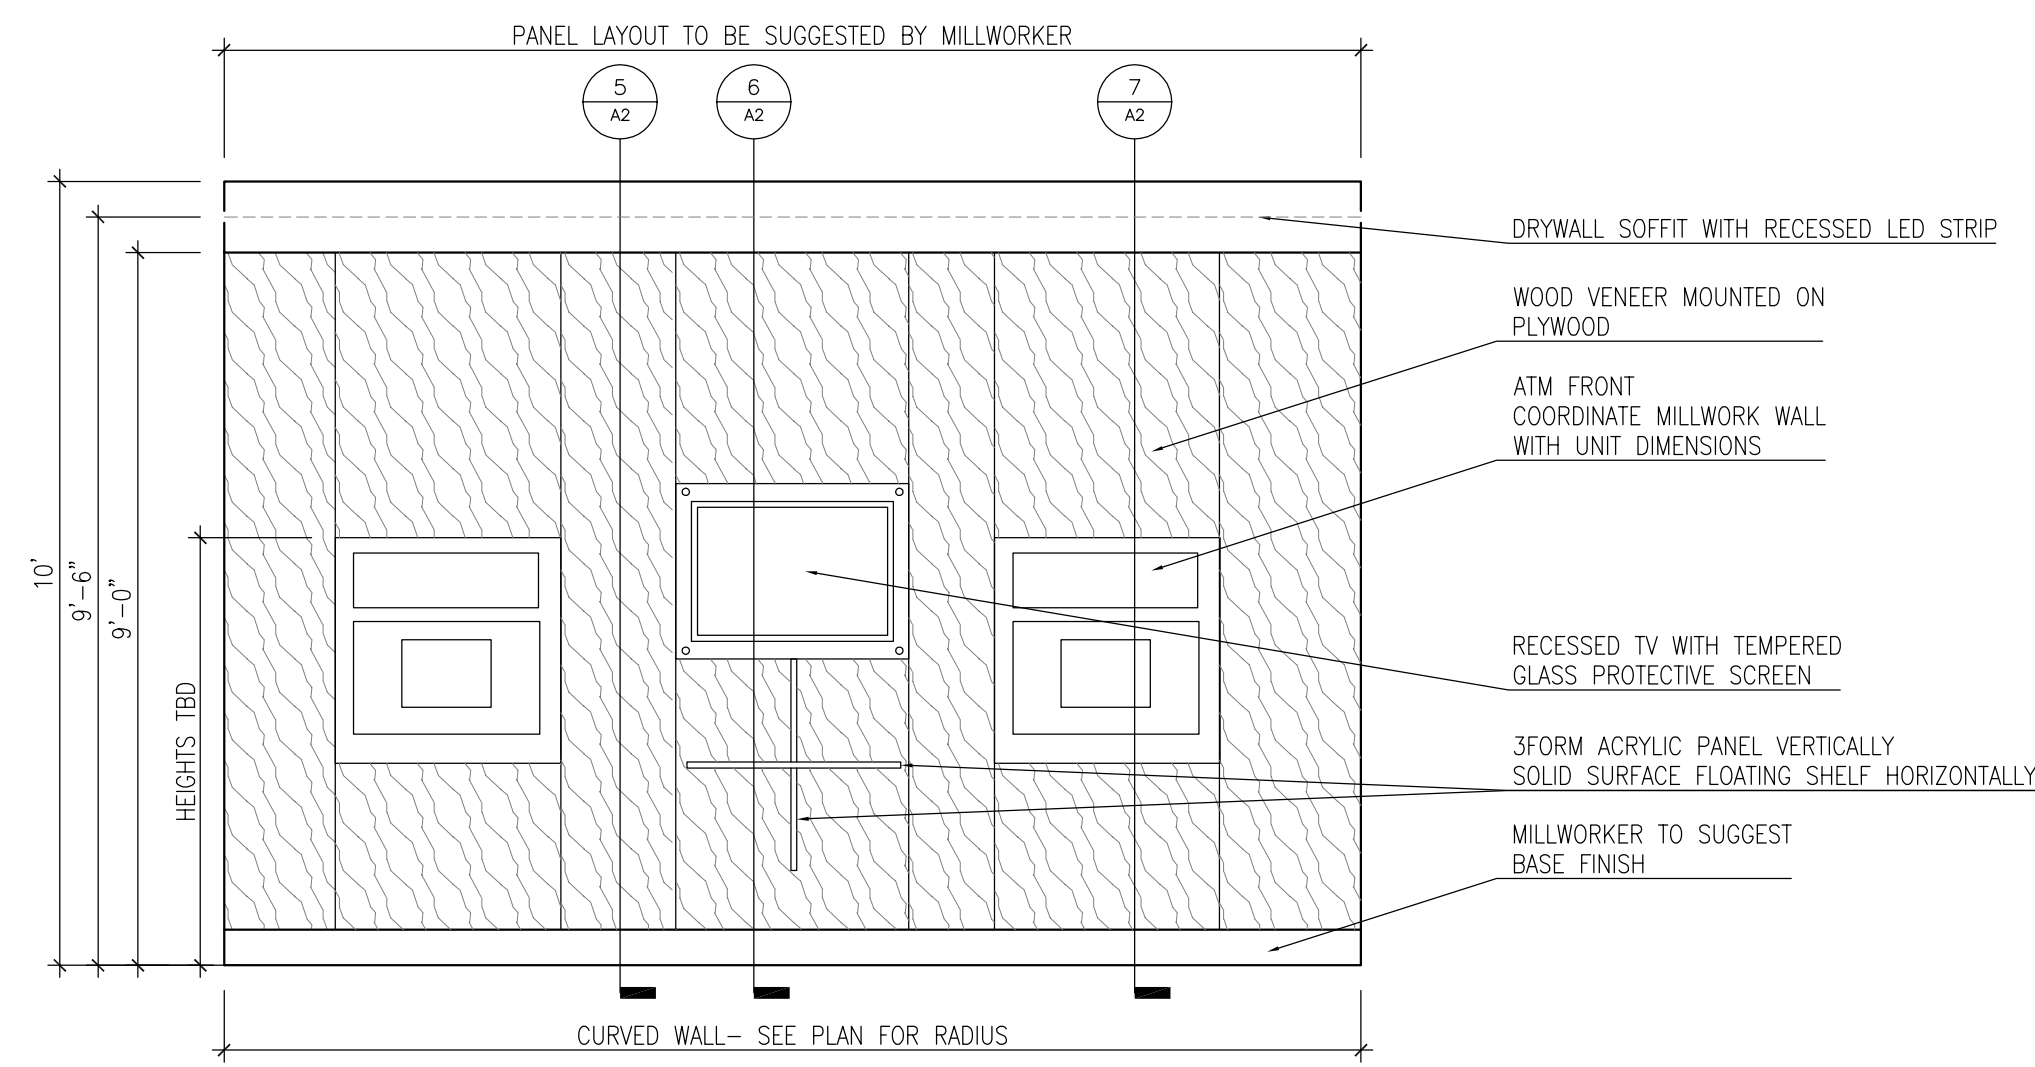 PANEL LAYOUT TO BE SUGGESTED BY MILLWORKER
5
A2
6
A2
7
A2
DRYWALL SOFFIT WITH RECESSED LED STRIP
WOOD VENEER MOUNTED ON
PLYWOOD
ATM FRONT
COORDINATE MILLWORK WALL
WITH UNIT DIMENSIONS
10'
9'-6"
9'-0"
HEIGHTS TBD
RECESSED TV WITH TEMPERED
GLASS PROTECTIVE SCREEN
3FORM ACRYLIC PANEL VERTICALLY
SOLID SURFACE FLOATING SHELF HORIZONTALLY
MILLWORKER TO SUGGEST
BASE FINISH
CURVED WALL- SEE PLAN FOR RADIUS